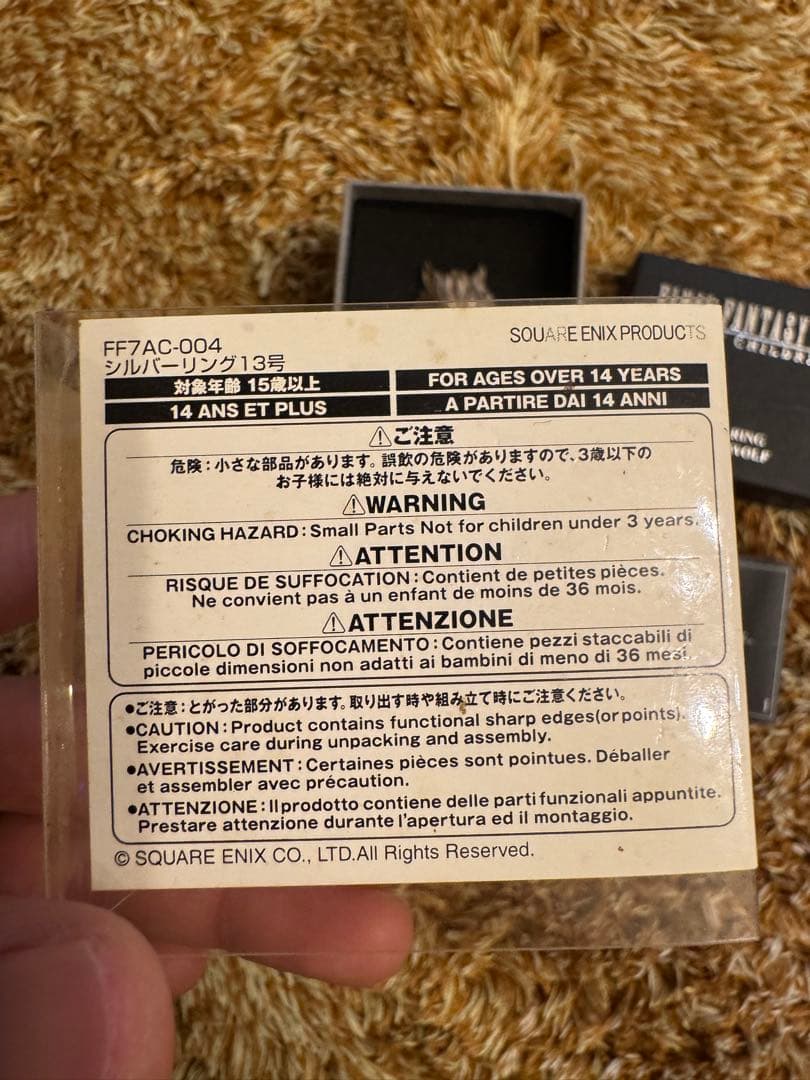 FF7AC-004
シルバーリング13号
SQUARE ENIX PRODUCTS
対象年齢 15歳以上
FOR AGES OVER 14 YEARS
14 ANS ET PLUS
A PARTIRE DAI 14 ANNI
⚠ご注意
危険:小さな部品があります。誤飲の危険がありますので、3歳以下の
お子様には絶対に与えないでください。
⚠WARNING
CHOKING HAZARD:Small Parts Not for children under 3 years.
⚠ATTENTION
RISQUE DE SUFFOCATION:Contient de petites pièces.
Ne convient pas à un enfant de moins de 36 mois.
⚠ATTENZIONE
PERICOLO DI SOFFOCAMENTO:Contiene pezzi staccabili di
piccole dimensioni non adatti ai bambini di meno di 36 mesi.
●ご注意:とがった部分があります。取り出す時や組み立て時にご注意ください。
●CAUTION:Product contains functional sharp edges(or points).
Exercise care during unpacking and assembly.
●AVERTISSEMENT:Certaines pièces sont pointues. Déballer
et assembler avec précaution.
●ATTENZIONE:Il prodotto contiene delle parti funzionali appuntite.
Prestare attenzione durante l'apertura ed il montaggio.
© SQUARE ENIX CO., LTD.All Rights Reserved.
FANTASY
RING
WOLF